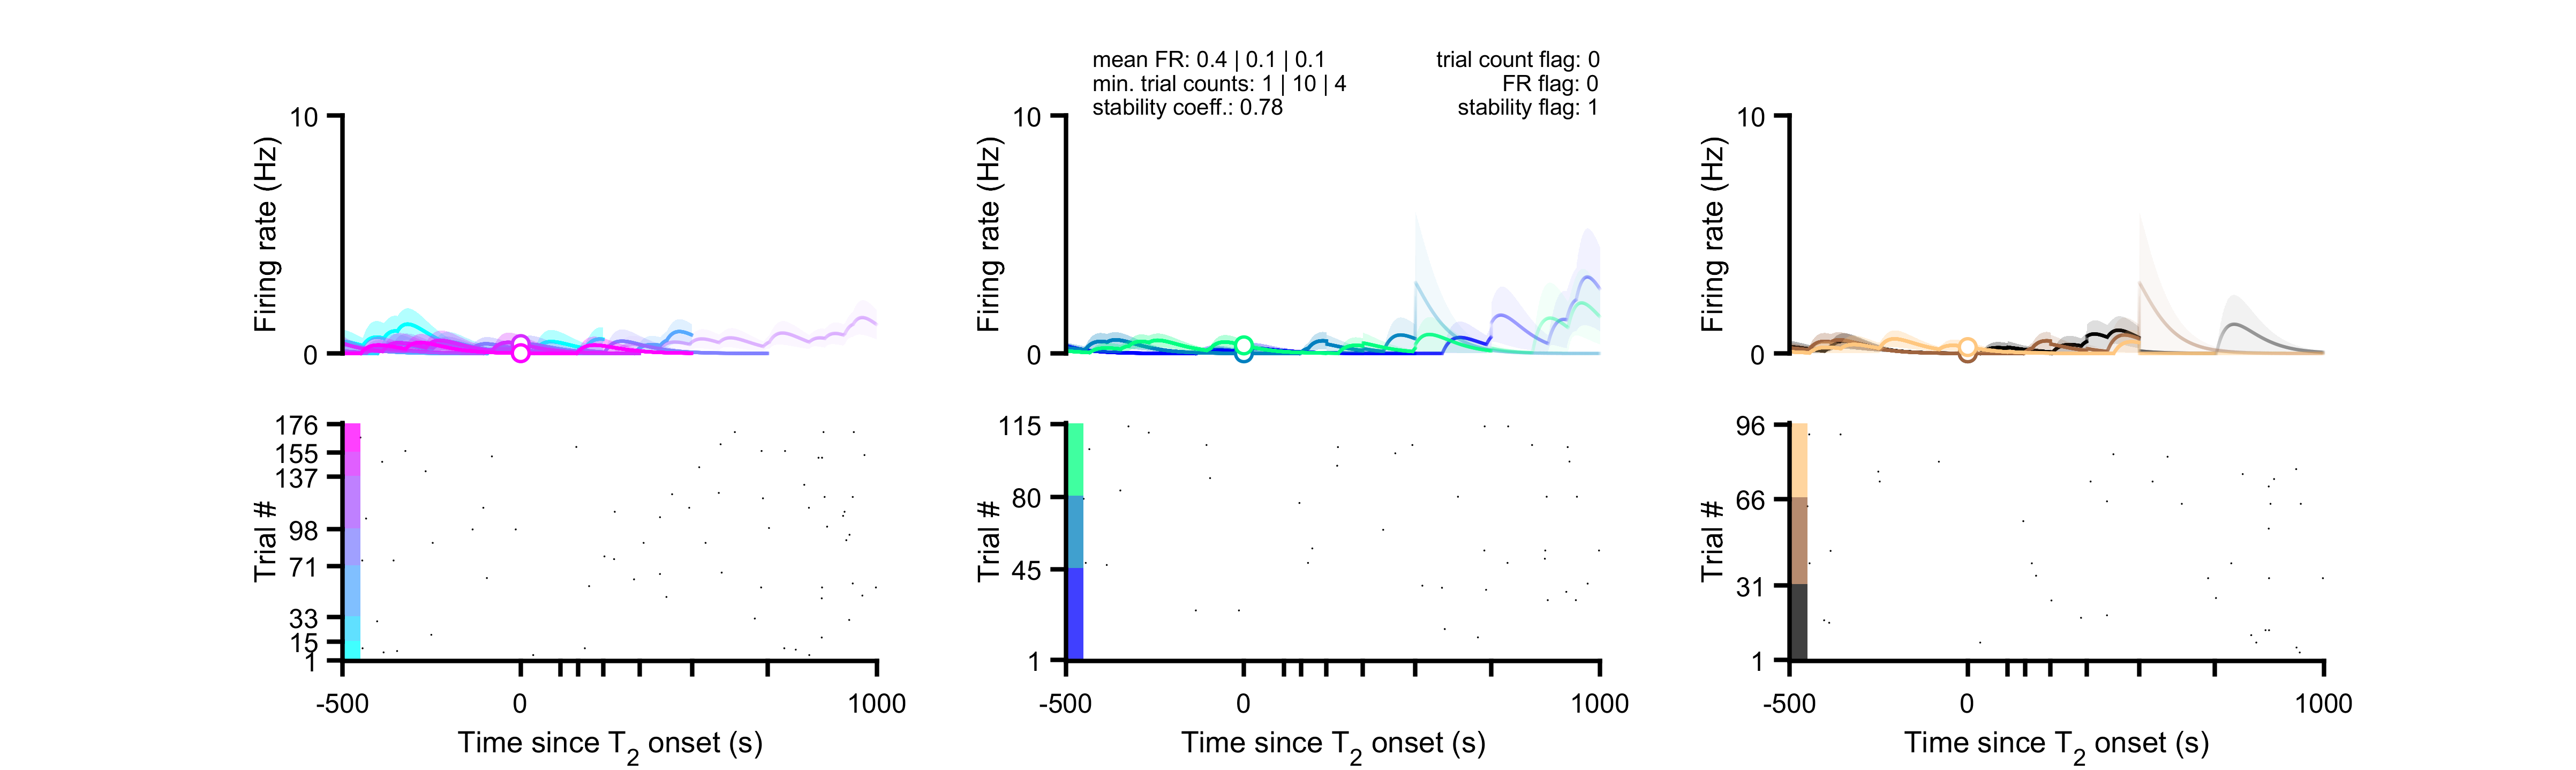 mean FR: 0.4 | 0.1 | 0.1
min. trial counts: 1 | 10 | 4
stability coeff.: 0.78
trial count flag: 0
FR flag: 0
stability flag: 1
Firing rate (Hz)
10
0
Firing rate (Hz)
10
0
Firing rate (Hz)
10
0
Trial #
176
155
137
98
71
33
15
1
-500
0
1000
Time since T2 onset (s)
Trial #
115
80
45
1
-500
0
1000
Time since T2 onset (s)
Trial #
96
66
31
1
-500
0
1000
Time since T2 onset (s)